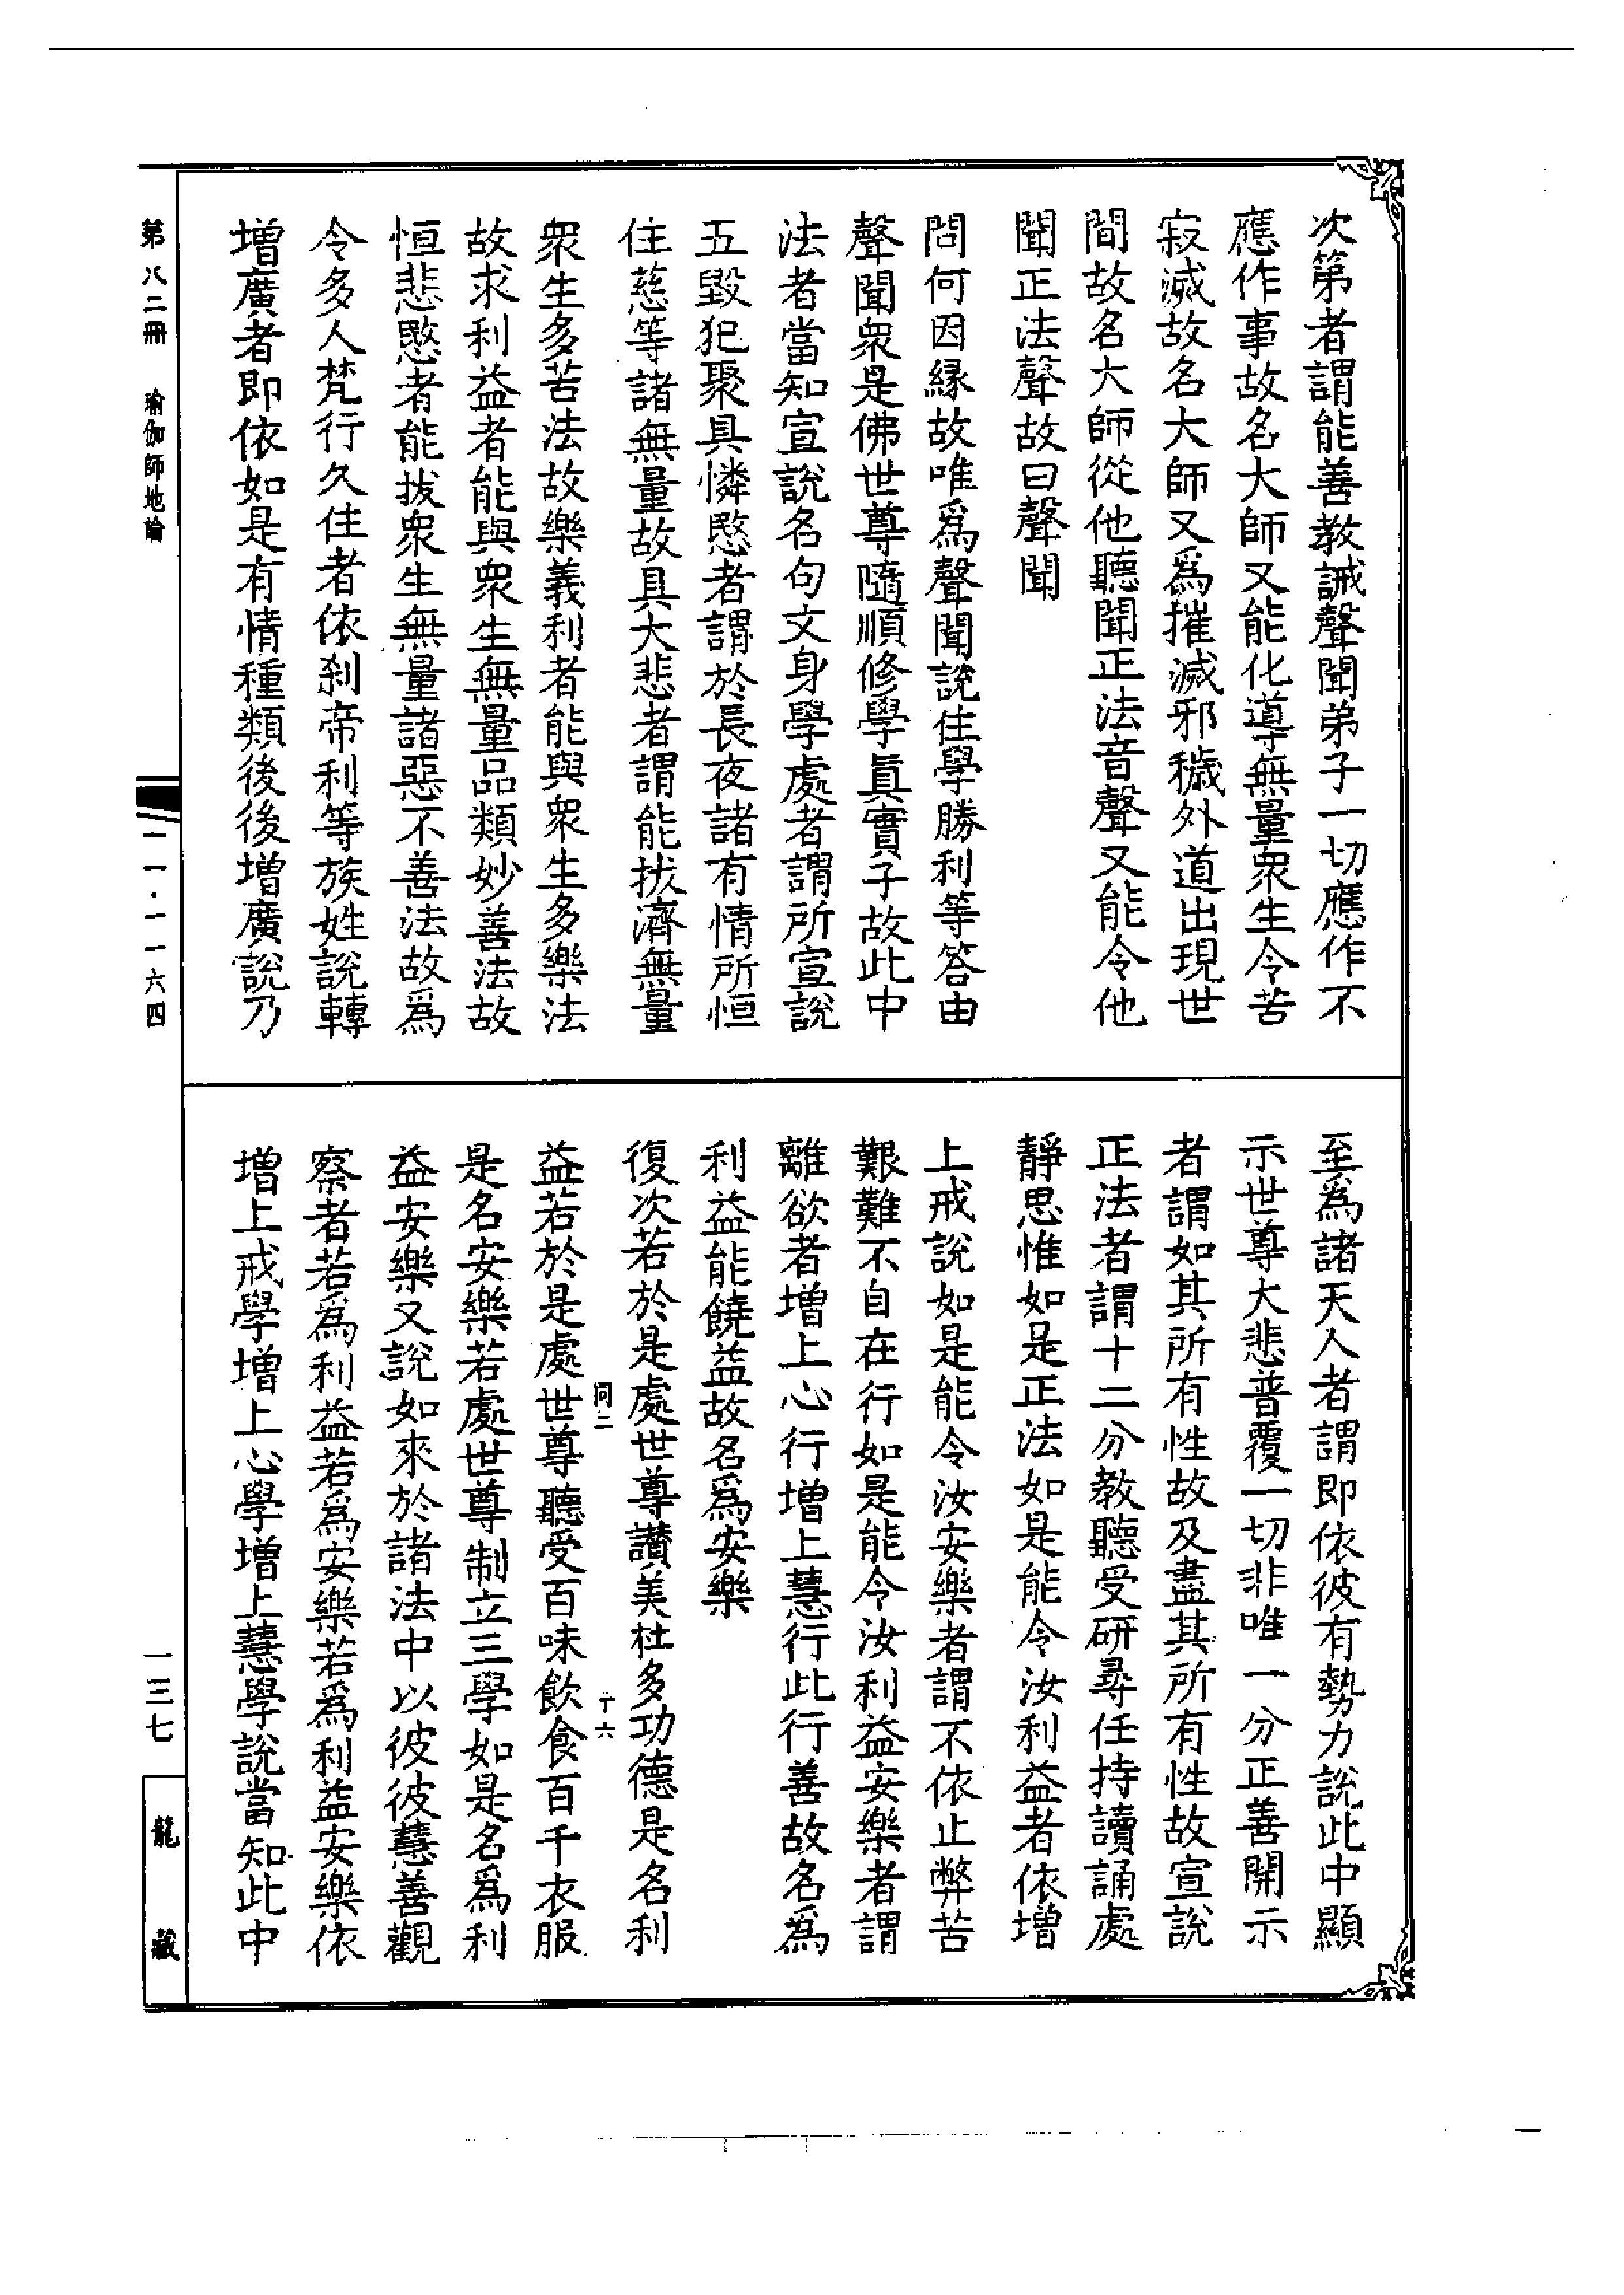 次第者謂能善教誡聲聞弟子一切應作不
應作事故名大師又能化導無量衆生令苦
寂滅故名大師又爲摧滅邪穢外道出現世
間故名大師從他聽聞正法音聲又能令他
聞正法聲故曰聲聞
問何因縁故唯爲聲聞說住學勝利等答由
聲聞衆是佛世尊隨順修學眞實子故此中
法者當知宣說名句文身學處者謂所宣說
五毀犯聚具憐愍者謂於長夜諸有情所恒
住慈等諸無量故具大悲者謂能拔濟無量
衆生多苦法故樂義利者能與衆生多樂法
故求利益者能與衆生無量品類妙善法故
恒悲愍者能拔衆生無量諸惡不善法故爲
令多人梵行久住者依刹帝利等族姓說轉
增廣者即依如是有情種類後後增廣說乃
至爲諸天人者謂即依彼有勢力說此中顯
示世尊大悲普覆一切非唯一分正善開示
者謂如其所有性故及盡其所有性故宣說
正法者謂十二分教聽受研尋任持讀誦處
靜思惟如是正法如是能令汝利益者依增
上戒說如是能令汝安樂者謂不依止弊苦
艱難不自在行如是能令汝利益安樂者謂
離欲者增上心行增上慧行此行善故名爲
利益能饒益故名爲安樂
復次若於是處世尊讃美杜多功德是名利
益若於是處世尊聽受百味飲食百千衣服
是名安樂若處世尊制立三學如是名爲利
益安樂又說如來於諸法中以彼彼慧善觀
察者若爲利益若爲安樂若爲利益安樂依
增上戒學增上心學增上慧學說當知此中
同二
十六
第八二冊 瑜伽師地論
一一·一一六四
一三七
龍藏